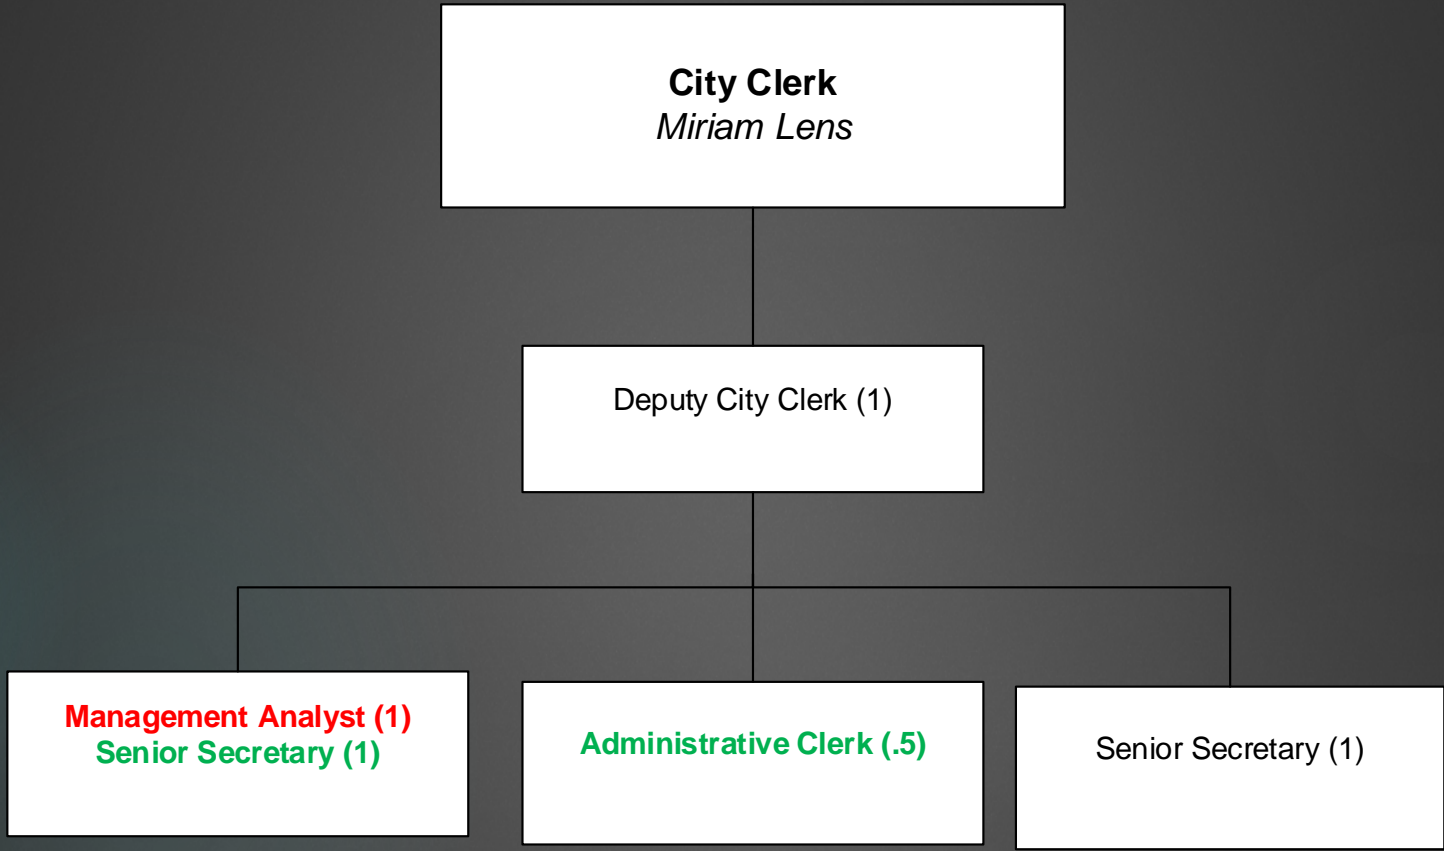 City Clerk
Miriam Lens
Deputy City Clerk (1)
Management Analyst (1)
Senior Secretary (1)
Administrative Clerk (.5)
Senior Secretary (1)